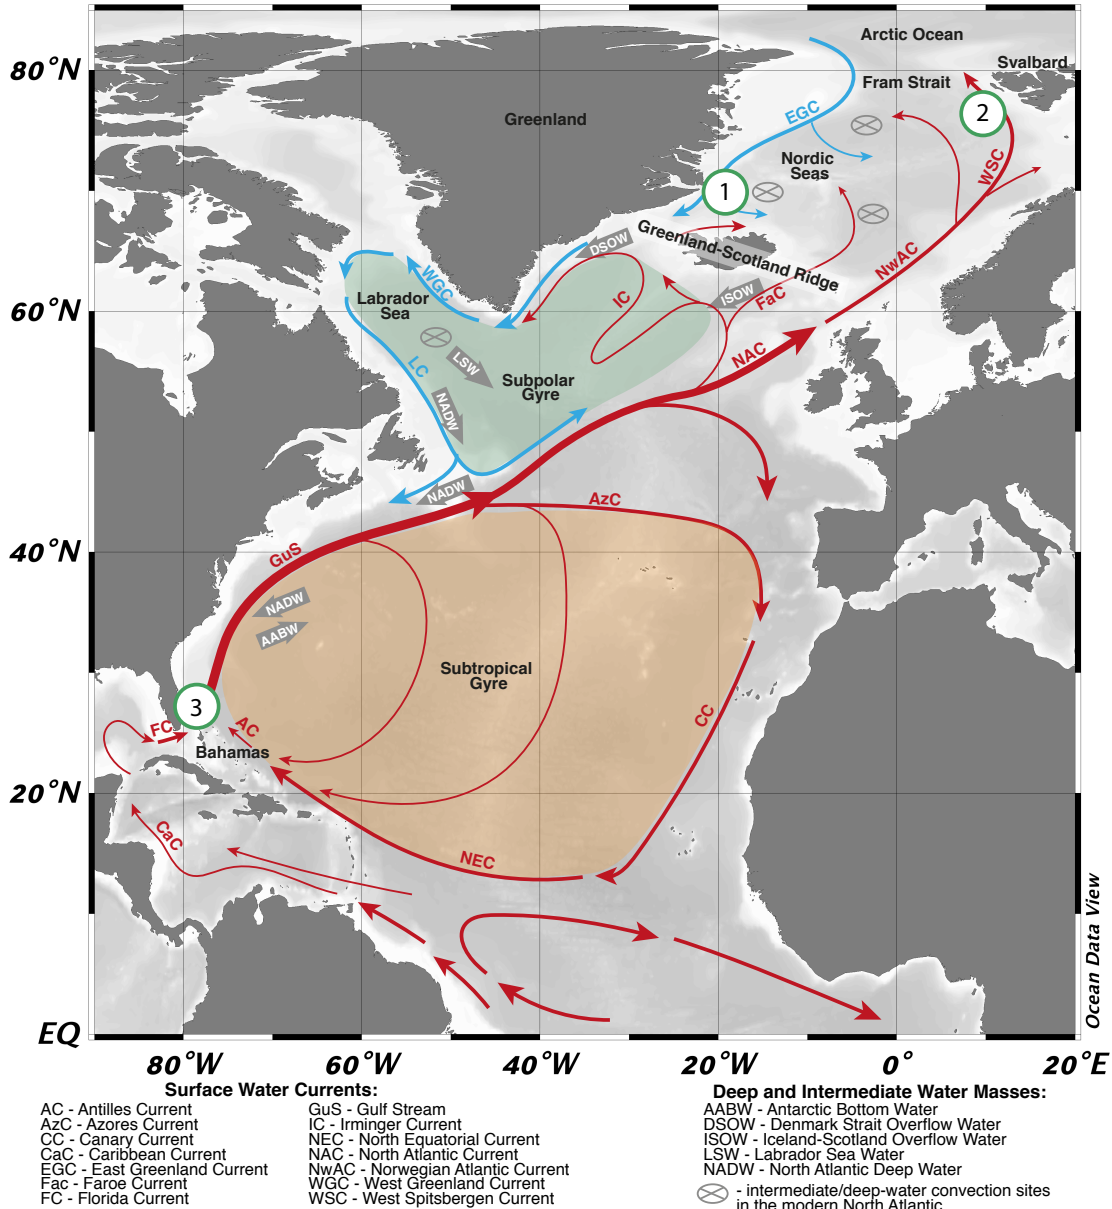 Arctic Ocean
80°N
Svalbard
Fram Strait
EGC
2
Greenland
Nordic
Seas
WSC
1
Greenland-Scotland Ridge
DSOW
NwAC
WGC
ISOW
FaC
Labrador
Sea
IC
60°N
NAC
LC
LSW
Subpolar
Gyre
NADW
NADW
AzC
GuS
40°N
NADW
AABW
Subtropical
Gyre
3
FC
AC
CC
Bahamas
20°N
CaC
NEC
Ocean Data View
EQ
80°W
60°W
40°W
20°W
0°
20°E
Surface Water Currents:
AC - Antilles Current
AzC - Azores Current
CC - Canary Current
CaC - Caribbean Current
EGC - East Greenland Current
Fac - Faroe Current
FC - Florida Current
GuS - Gulf Stream
IC - Irminger Current
NEC - North Equatorial Current
NAC - North Atlantic Current
NwAC - Norwegian Atlantic Current
WGC - West Greenland Current
WSC - West Spitsbergen Current
Deep and Intermediate Water Masses:
AABW - Antarctic Bottom Water
DSOW - Denmark Strait Overflow Water
ISOW - Iceland-Scotland Overflow Water
LSW - Labrador Sea Water
NADW - North Atlantic Deep Water
- intermediate/deep-water convection sites
in the modern North Atlantic